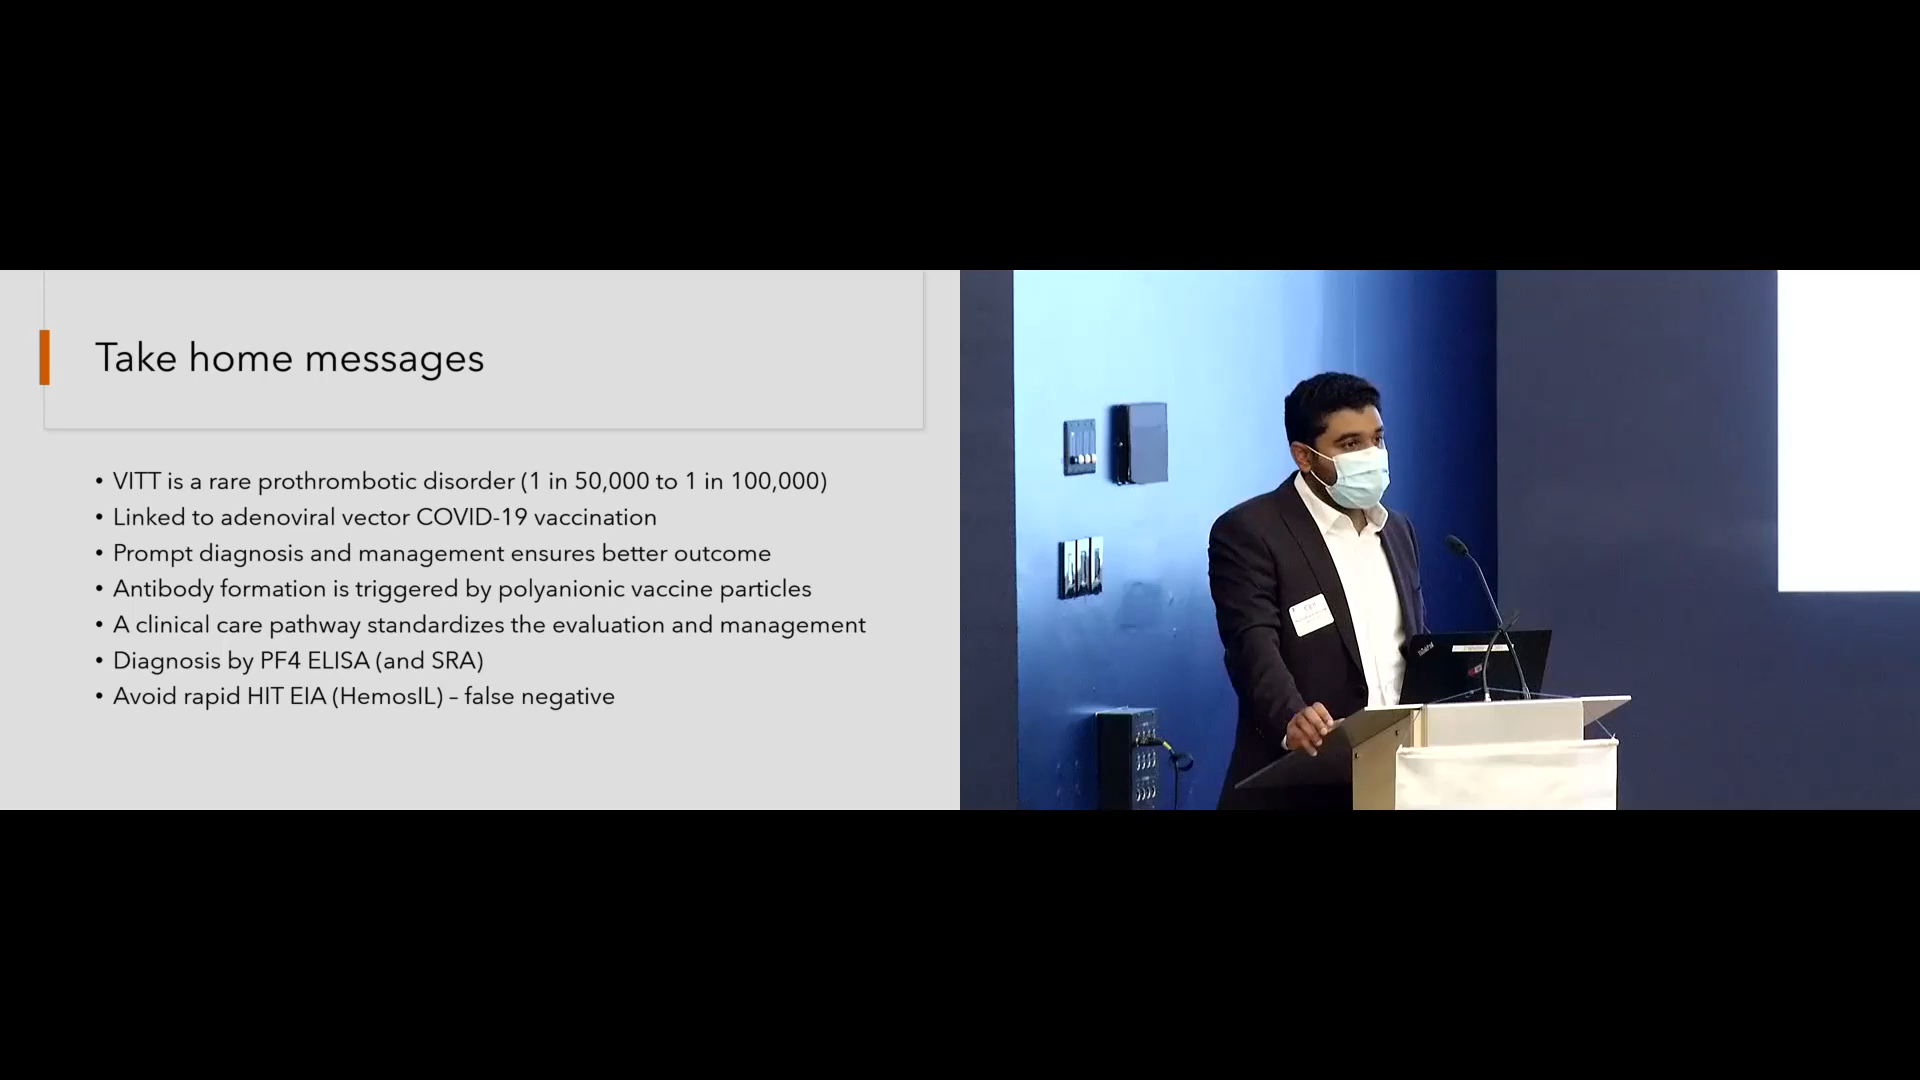 Take home messages
• VITT is a rare prothrombotic disorder (1 in 50,000 to 1 in 100,000)
• Linked to adenoviral vector COVID-19 vaccination
• Prompt diagnosis and management ensures better outcome
• Antibody formation is triggered by polyanionic vaccine particles
• A clinical care pathway standardizes the evaluation and management
• Diagnosis by PF4 ELISA (and SRA)
• Avoid rapid HIT EIA (HemosIL) – false negative
ThinkPad